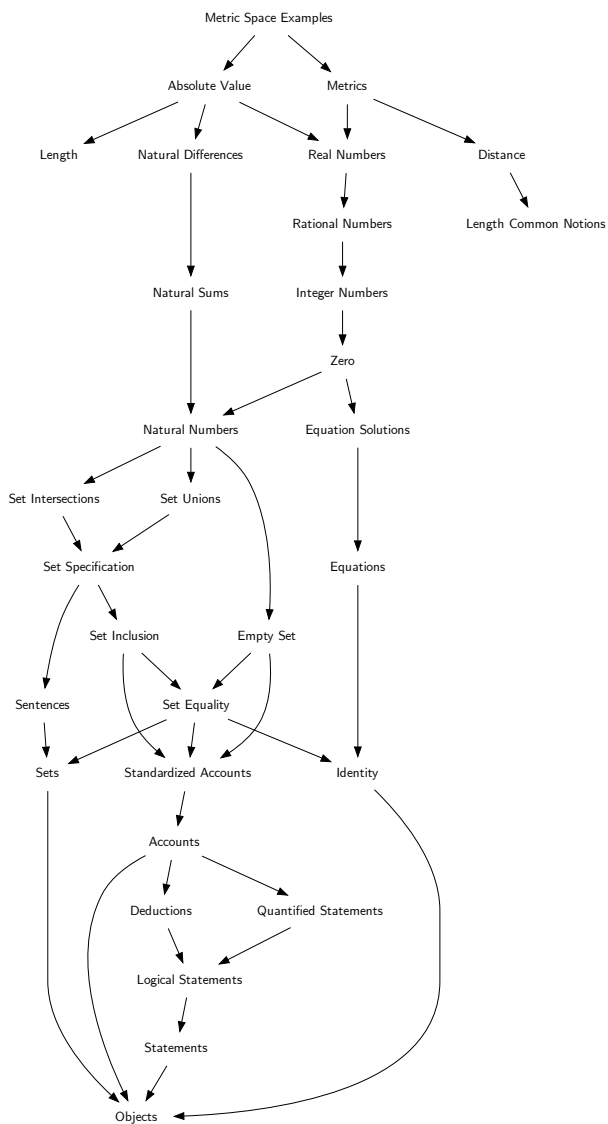 Metric Space Examples
Absolute Value
Metrics
Length
Natural Differences
Real Numbers
Distance
Rational Numbers
Length Common Notions
Natural Sums
Integer Numbers
Zero
Natural Numbers
Equation Solutions
Set Intersections
Set Unions
Set Specification
Equations
Set Inclusion
Empty Set
Sentences
Set Equality
Sets
Standardized Accounts
Identity
Accounts
Deductions
Quantified Statements
Logical Statements
Statements
Objects